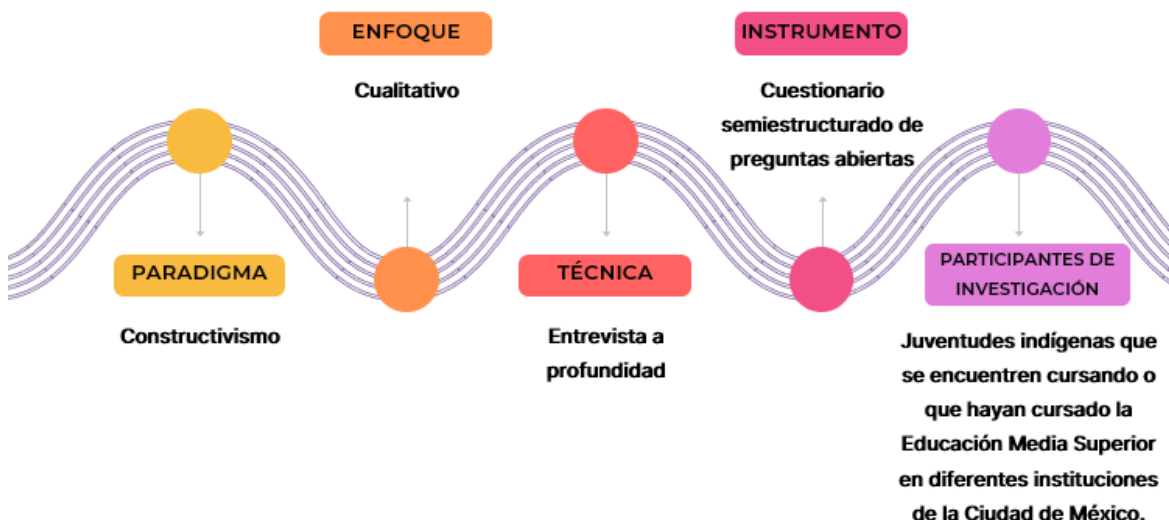 PARADIGMA
Constructivismo
ENFOQUE
Cualitativo
TÉCNICA
Entrevista a
profundidad
INSTRUMENTO
Cuestionario
semiestructurado de
preguntas abiertas
PARTICIPANTES DE
INVESTIGACIÓN
Juventudes indígenas que
se encuentren cursando o
que hayan cursado la
Educación Media Superior
en diferentes instituciones
de la Ciudad de México.